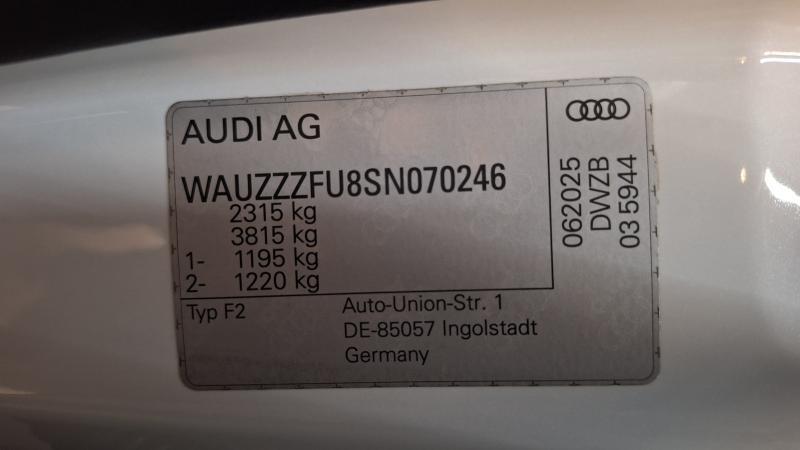 AUDI AG
WAUZZZFU8SN070246
2315 kg
3815 kg
1- 1195 kg
2- 1220 kg
Typ F2
Auto-Union-Str. 1
DE-85057 Ingolstadt
Germany
062025
DWZB
03 5944